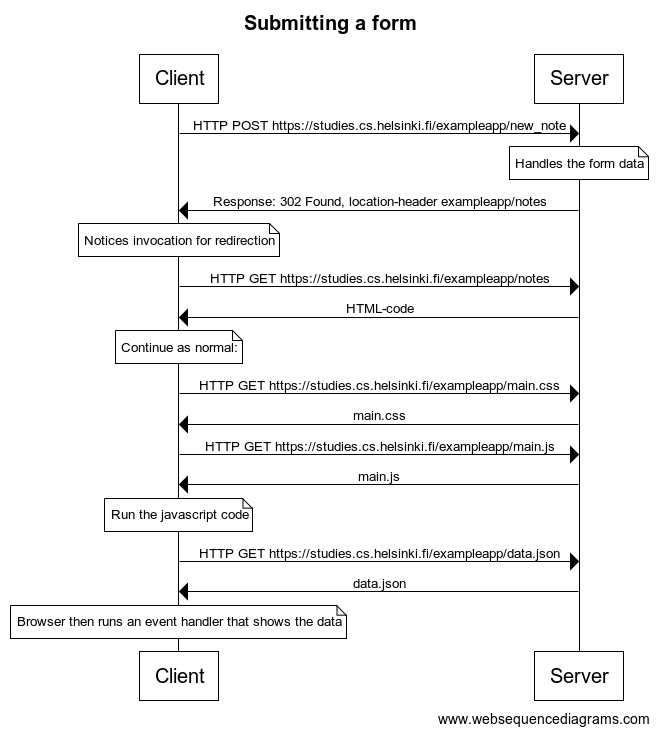 Submitting a form
Client
Server
HTTP POST https://studies.cs.helsinki.fi/exampleapp/new_note
Handles the form data
Response: 302 Found, location-header exampleapp/notes
Notices invocation for redirection
HTTP GET https://studies.cs.helsinki.fi/exampleapp/notes
HTML-code
Continue as normal:
HTTP GET https://studies.cs.helsinki.fi/exampleapp/main.css
main.css
HTTP GET https://studies.cs.helsinki.fi/exampleapp/main.js
main.js
Run the javascript code
HTTP GET https://studies.cs.helsinki.fi/exampleapp/data.json
data.json
Browser then runs an event handler that shows the data
Client
Server
www.websequencediagrams.com